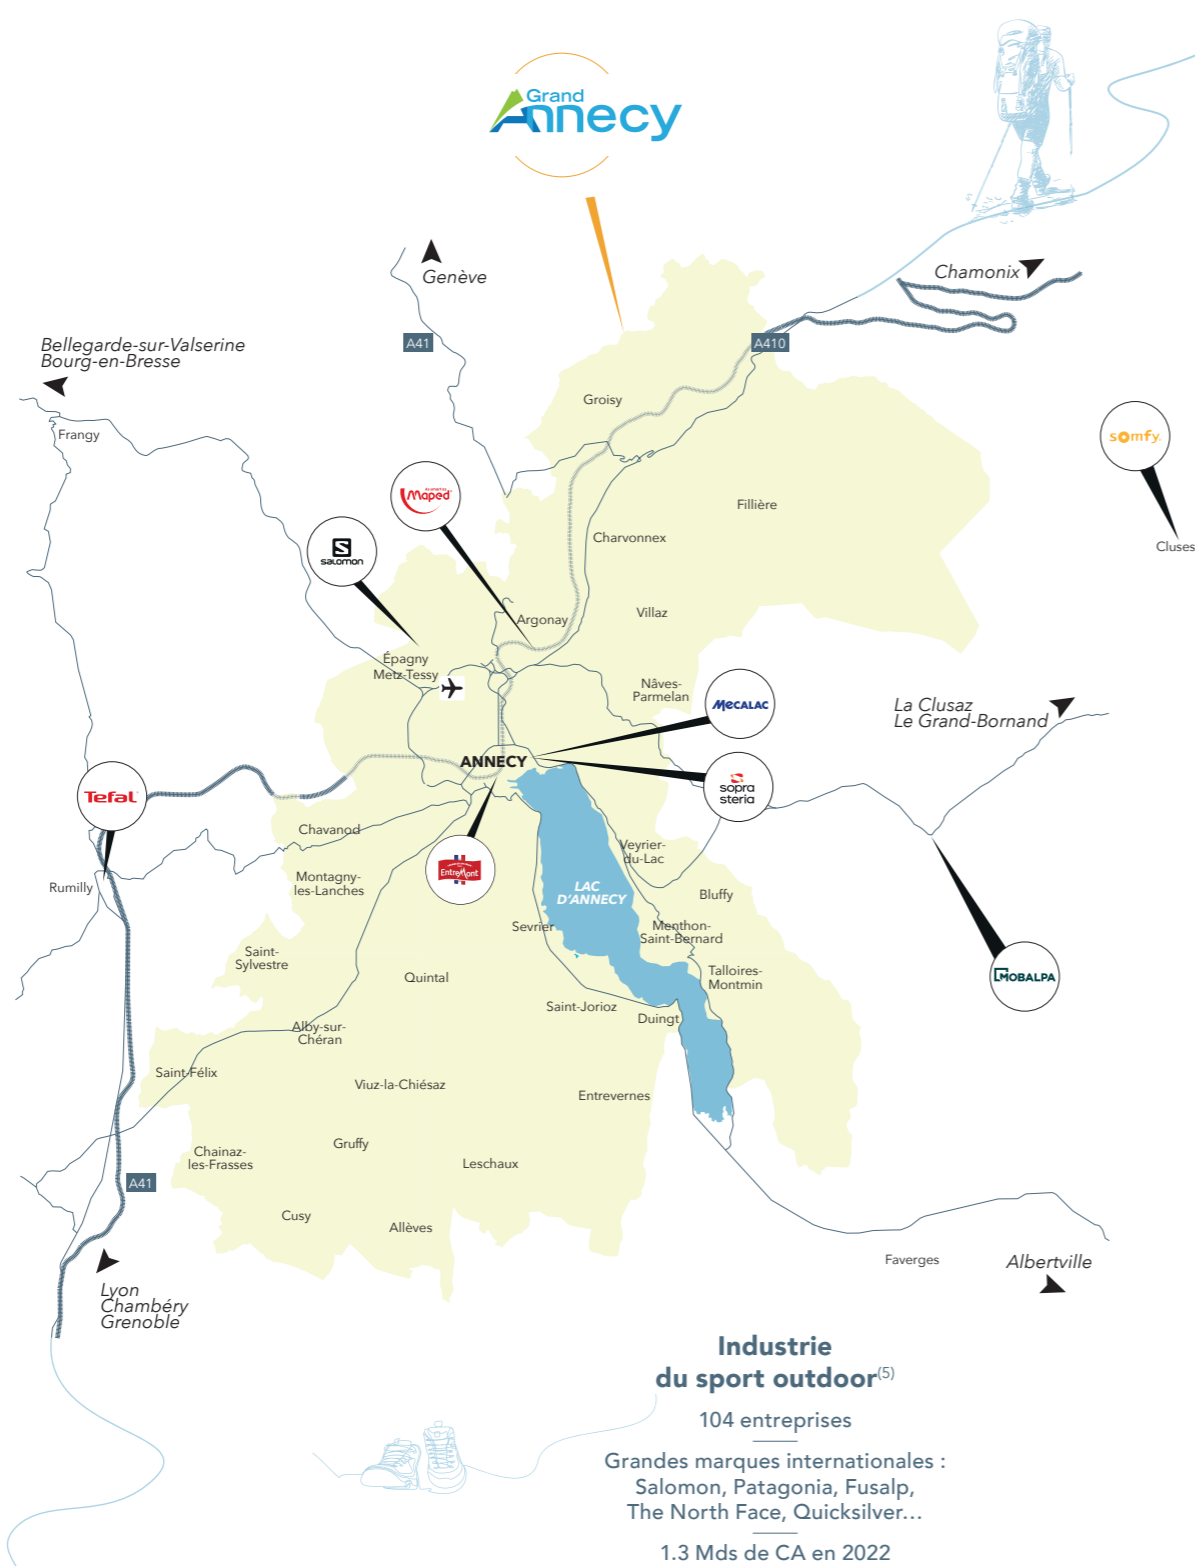 Grand
Annecy
Chamonix
Genève
A41
A410
Bellegarde-sur-Valserine
Bourg-en-Bresse
Groisy
Frangy
somfy.
Maped
Fillière
Charvonnex
Cluses
SALOMON
Argonay
Villaz
Épagny
Metz-Tessy
Nâves-
Parmelan
MECALAC
La Clusaz
Le Grand-Bornand
ANNECY
sopra
steria
Tefal
Chavanod
Veyrier-
du-Lac
EntreMont
Rumilly
Montagny-
les-Lanches
LAC
D'ANNECY
Bluffy
Sevrier
Menthon-
Saint-Bernard
Saint-
Sylvestre
Quintal
Talloires-
Montmin
MOBALPA
Saint-Jorioz
Duingt
Alby-sur-
Chéran
Saint-Félix
Viuz-la-Chiésaz
Entrevernes
Gruffy
Chainaz-
les-Frasses
Leschaux
A41
Cusy
Allèves
Faverges
Albertville
Lyon
Chambéry
Grenoble
Industrie
du sport outdoor(5)
104 entreprises
Grandes marques internationales :
Salomon, Patagonia, Fusalp,
The North Face, Quicksilver…
1.3 Mds de CA en 2022